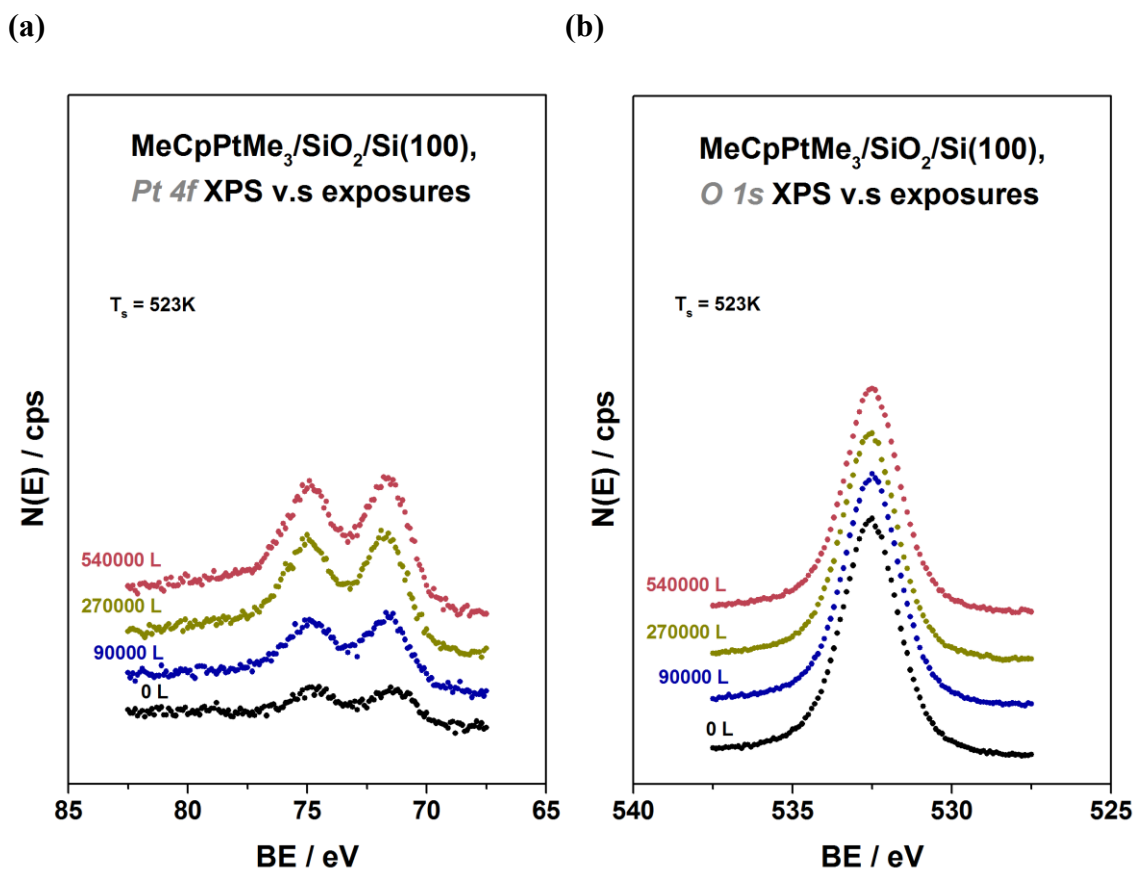 (a)
MeCpPtMe₃/SiO₂/Si(100),
Pt 4f XPS v.s exposures
Tₛ = 523K
540000 L
270000 L
90000 L
0 L
N(E) / cps
85 80 75 70 65
BE / eV
(b)
MeCpPtMe₃/SiO₂/Si(100),
O 1s XPS v.s exposures
Tₛ = 523K
540000 L
270000 L
90000 L
0 L
N(E) / cps
540 535 530 525
BE / eV